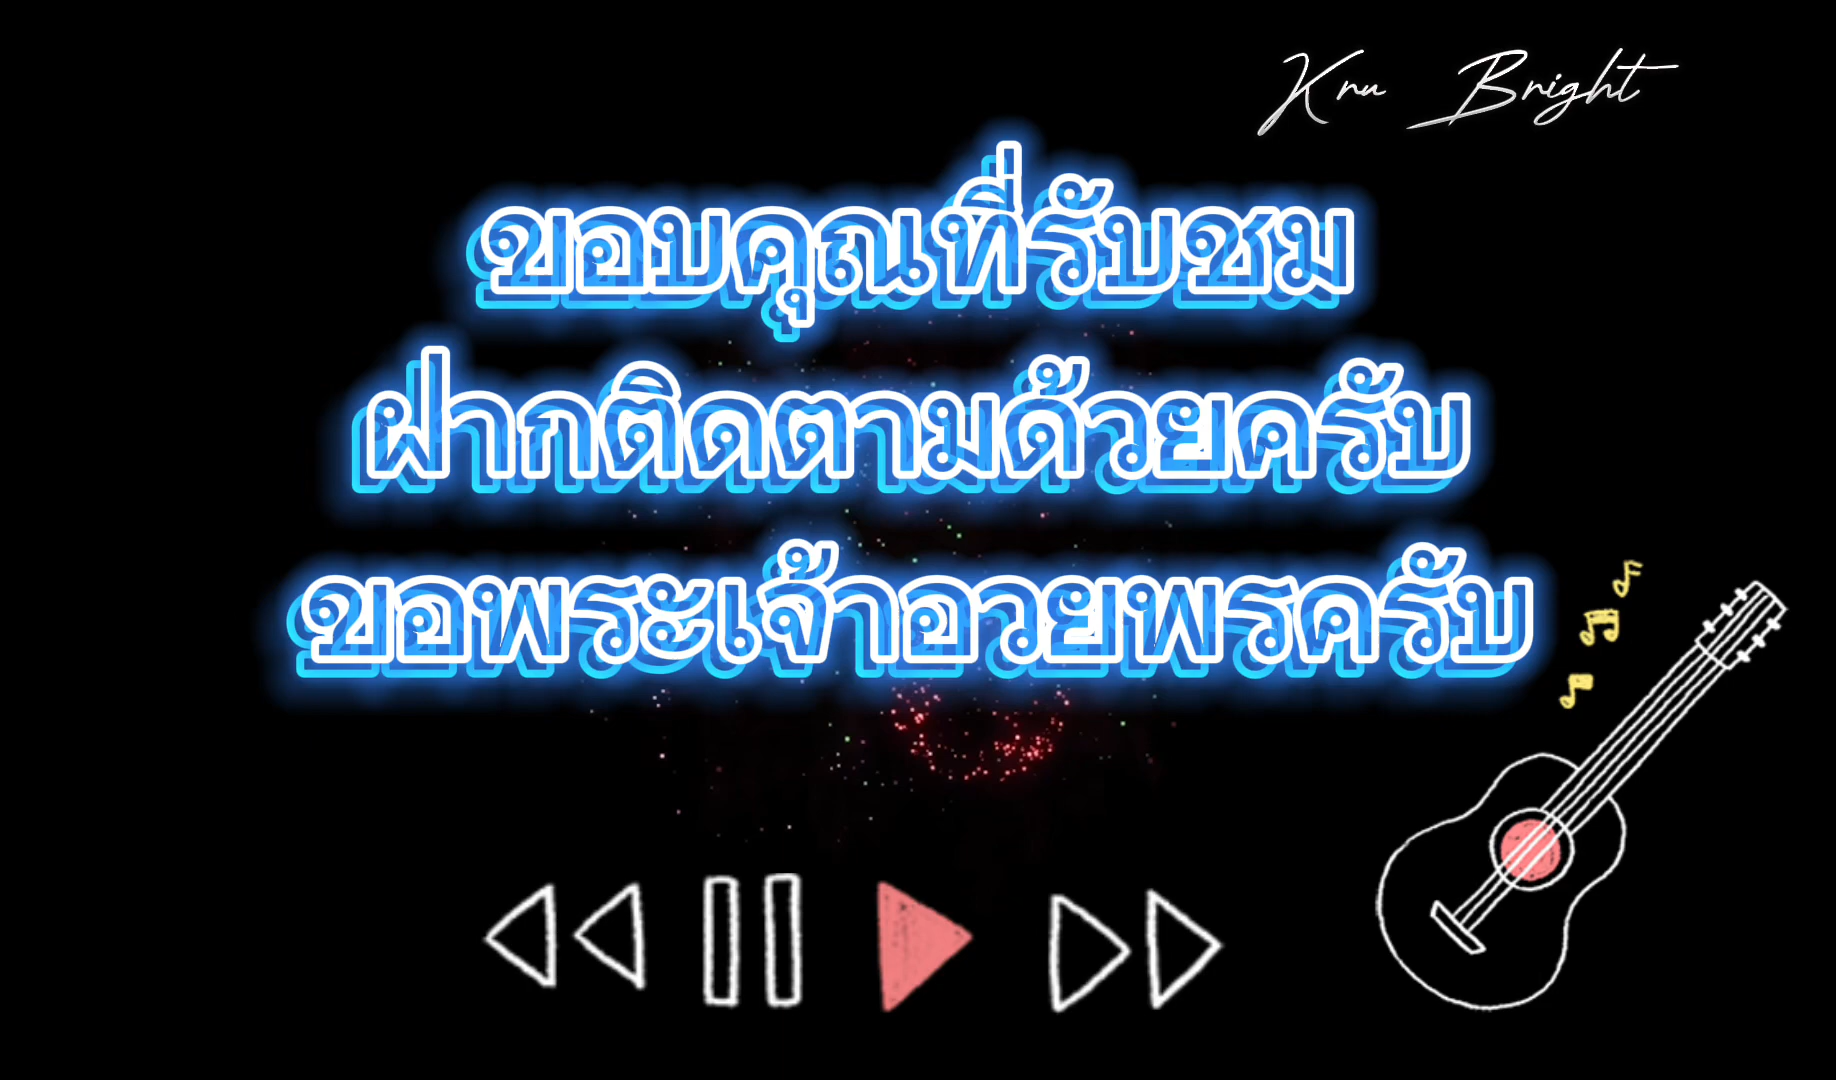 Knu Bright
ขอบคุณที่รับชม
ฝากติดตามด้วยครับ
ขอพระเจ้าอวยพรครับ